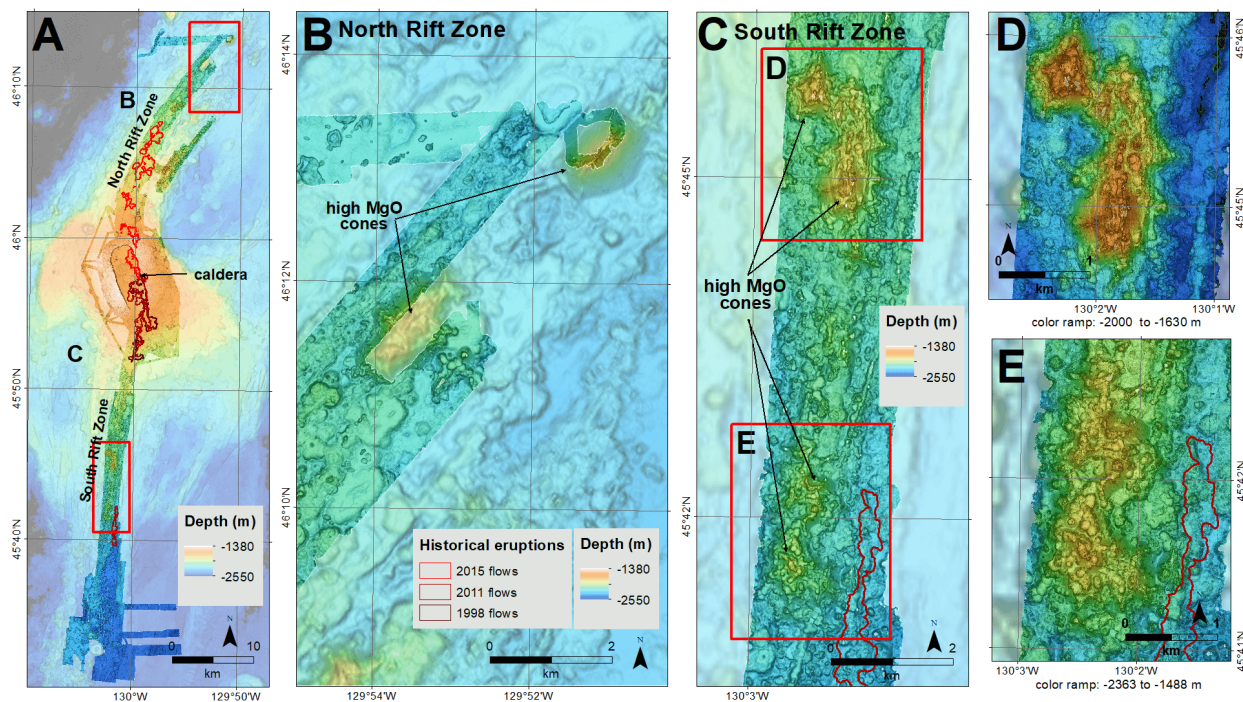 A
46°10'N
B
North Rift Zone
46°0'N
caldera
C
45°50'N
South Rift Zone
45°40'N
Depth (m)
-1380
-2550
N
0 10
km
130°0'W 129°50'W
B North Rift Zone
46°14'N
high MgO
cones
46°12'N
46°10'N
Historical eruptions
2015 flows
2011 flows
1998 flows
Depth (m)
-1380
-2550
N
0 2
km
129°54'W 129°52'W
C South Rift Zone
D
45°45'N
high MgO
cones
Depth (m)
-1380
-2550
E
45°42'N
N
0 2
km
130°3'W
D
45°46'N
45°45'N
N
0 1
km
130°2'W 130°1'W
color ramp: -2000 to -1630 m
E
45°42'N
N
0 1
km
45°41'N
130°3'W 130°2'W
color ramp: -2363 to -1488 m